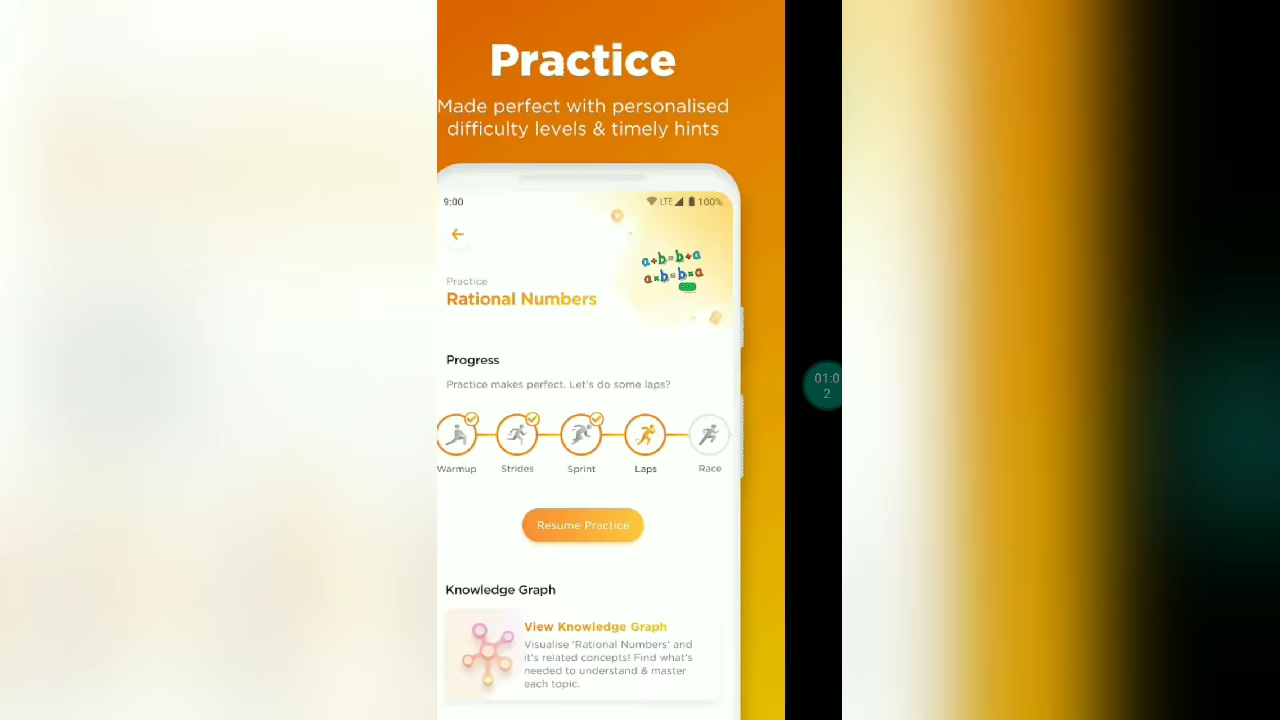 Practice
Made perfect with personalised
difficulty levels & timely hints
9:00
LTE
100%
a+b=b+a
a×b=b×a
Practice
Rational Numbers
Progress
Practice makes perfect. Let's do some laps?
Warmup
Strides
Sprint
Laps
Race
01:0
2
Resume Practice
Knowledge Graph
View Knowledge Graph
Visualise 'Rational Numbers' and
it's related concepts! Find what's
needed to understand & master
each topic.